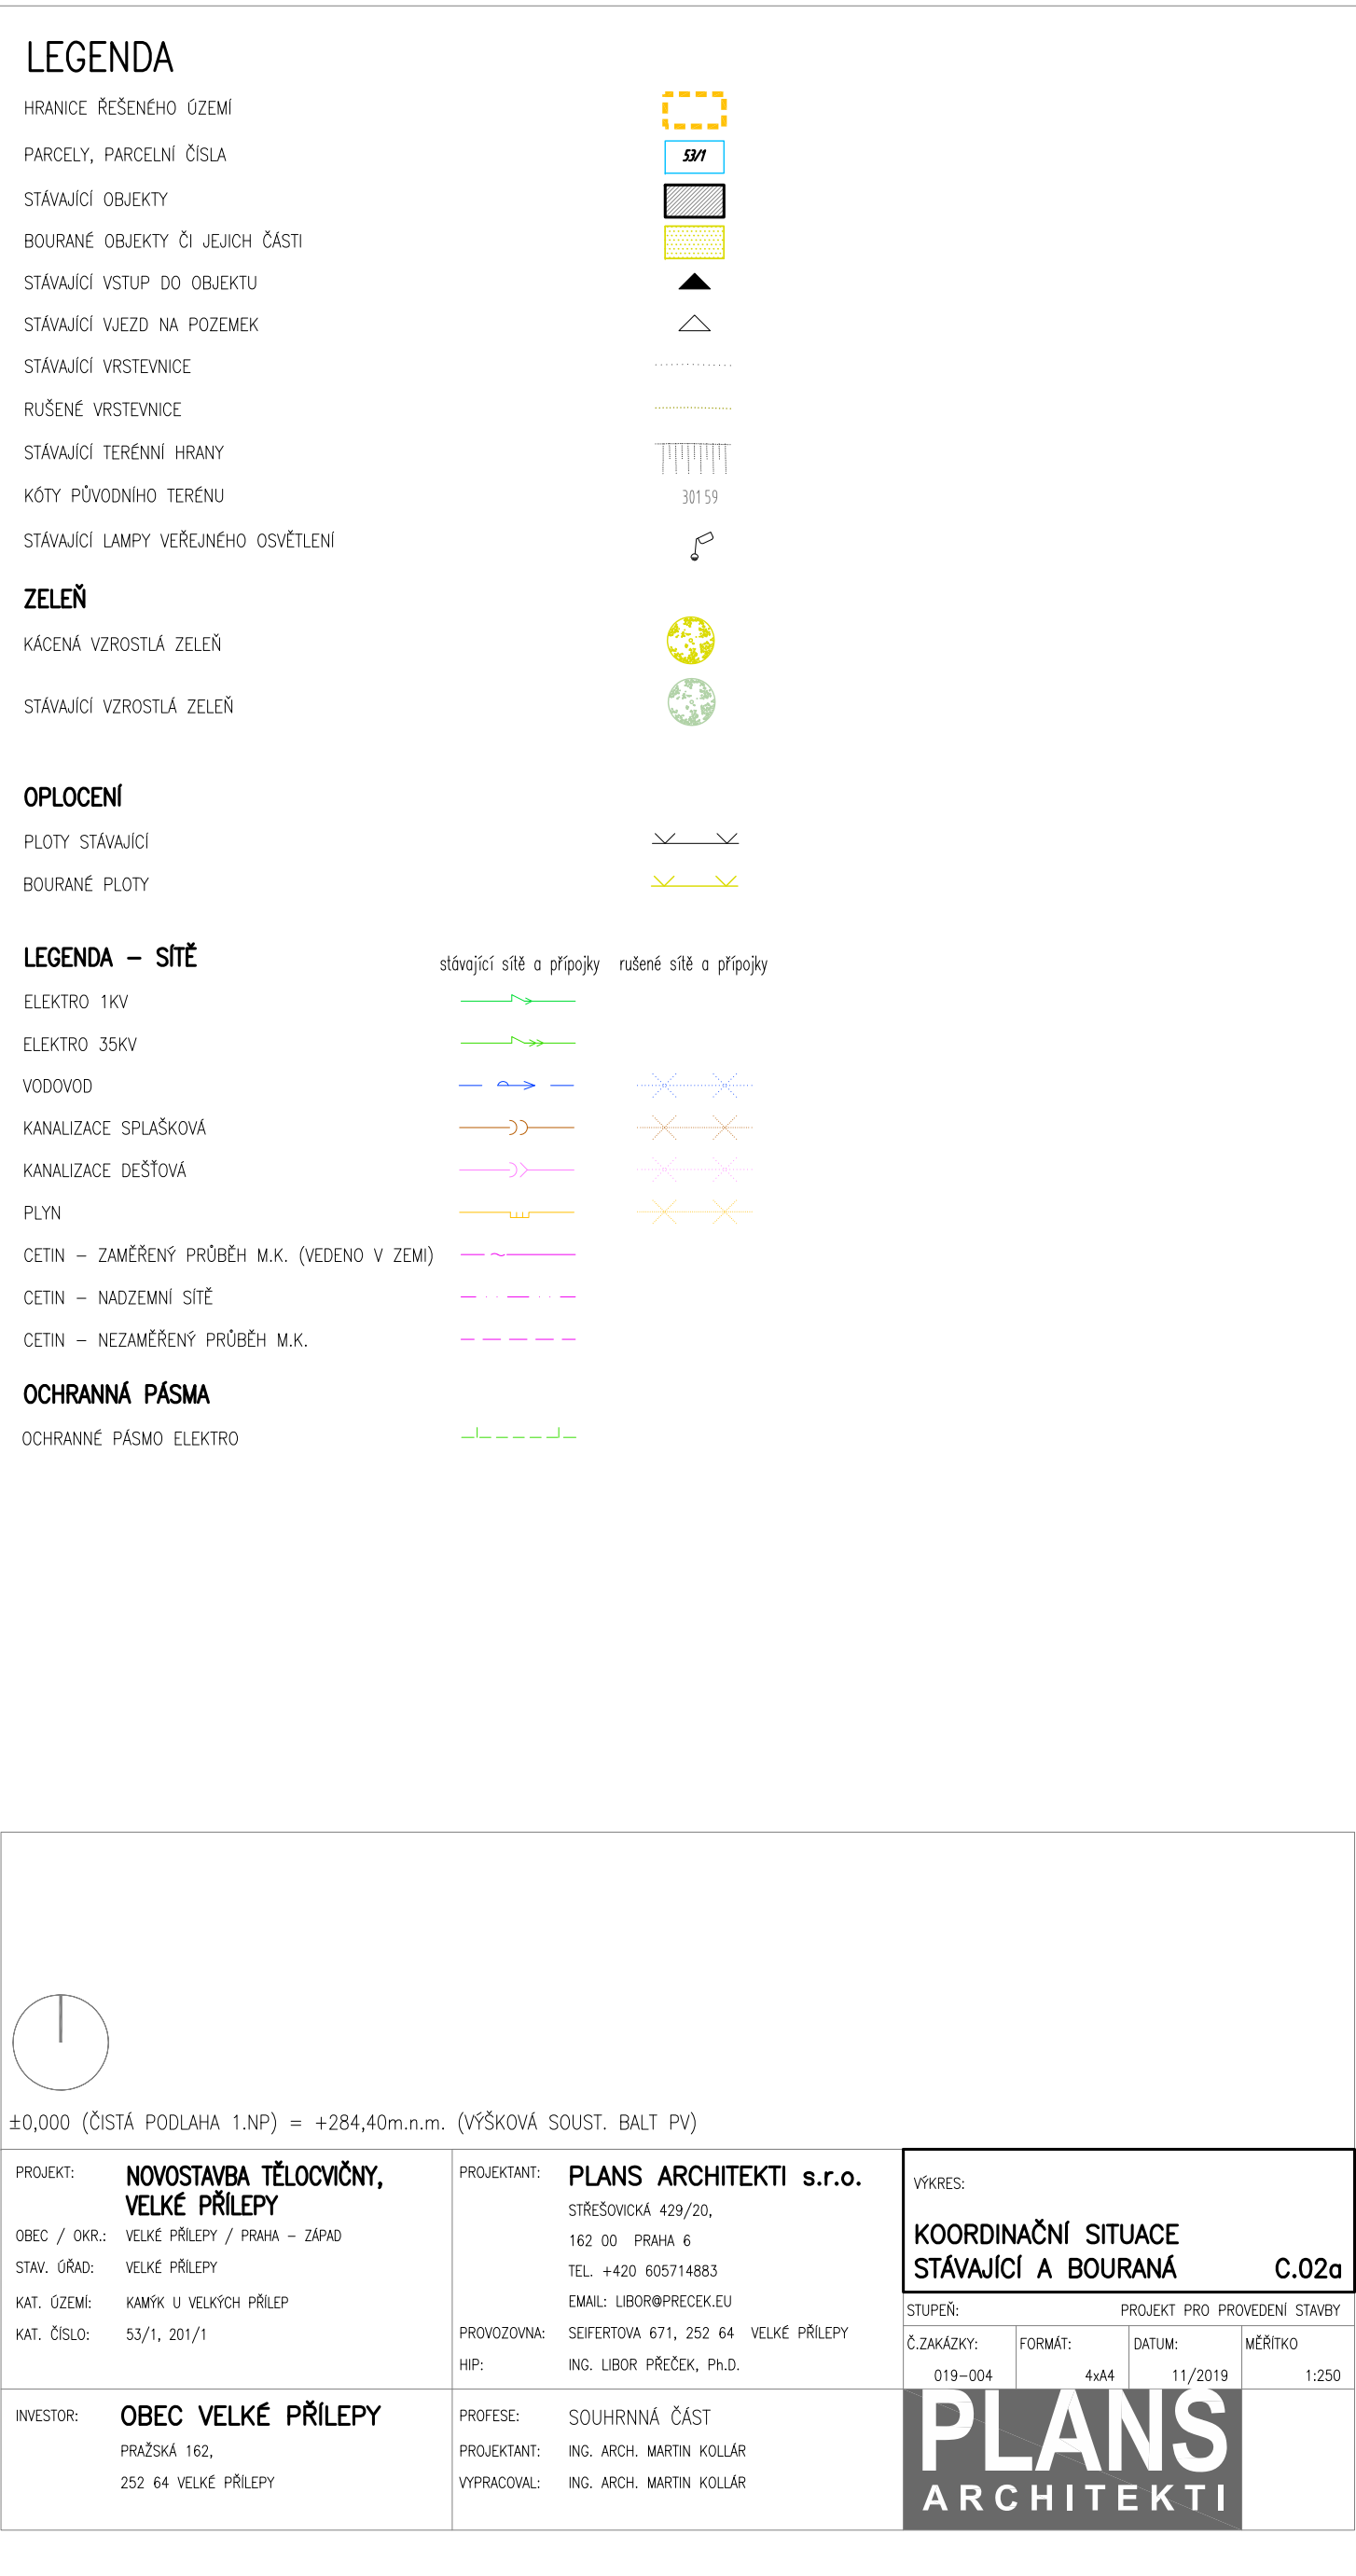 LEGENDA
HRANICE ŘEŠENÉHO ÚZEMÍ
PARCELY, PARCELNÍ ČÍSLA 53/1
STÁVAJÍCÍ OBJEKTY
BOURANÉ OBJEKTY ČI JEJICH ČÁSTI
STÁVAJÍCÍ VSTUP DO OBJEKTU
STÁVAJÍCÍ VJEZD NA POZEMEK
STÁVAJÍCÍ VRSTEVNICE
RUŠENÉ VRSTEVNICE
STÁVAJÍCÍ TERÉNNÍ HRANY
KÓTY PŮVODNÍHO TERÉNU 301 59
STÁVAJÍCÍ LAMPY VEŘEJNÉHO OSVĚTLENÍ
ZELEŇ
KÁCENÁ VZROSTLÁ ZELEŇ
STÁVAJÍCÍ VZROSTLÁ ZELEŇ
OPLOCENÍ
PLOTY STÁVAJÍCÍ
BOURANÉ PLOTY
LEGENDA – SÍTĚ stávající sítě a přípojky rušené sítě a přípojky
ELEKTRO 1KV
ELEKTRO 35KV
VODOVOD
KANALIZACE SPLAŠKOVÁ
KANALIZACE DEŠŤOVÁ
PLYN
CETIN – ZAMĚŘENÝ PRŮBĚH M.K. (VEDENO V ZEMI)
CETIN – NADZEMNÍ SÍTĚ
CETIN – NEZAMĚŘENÝ PRŮBĚH M.K.
OCHRANNÁ PÁSMA
OCHRANNÉ PÁSMO ELEKTRO
±0,000 (ČISTÁ PODLAHA 1.NP) = +284,40m.n.m. (VÝŠKOVÁ SOUST. BALT PV)
PROJEKT: NOVOSTAVBA TĚLOCVIČNY,
VELKÉ PŘÍLEPY
OBEC / OKR.: VELKÉ PŘÍLEPY / PRAHA – ZÁPAD
STAV. ÚŘAD: VELKÉ PŘÍLEPY
KAT. ÚZEMÍ: KAMÝK U VELKÝCH PŘÍLEP
KAT. ČÍSLO: 53/1, 201/1
PROJEKTANT: PLANS ARCHITEKTI s.r.o.
STŘEŠOVICKÁ 429/20,
162 00 PRAHA 6
TEL. +420 605714883
EMAIL: LIBOR@PRECEK.EU
PROVOZOVNA: SEIFERTOVA 671, 252 64 VELKÉ PŘÍLEPY
HIP: ING. LIBOR PŘEČEK, Ph.D.
VÝKRES:
KOORDINAČNÍ SITUACE
STÁVAJÍCÍ A BOURANÁ C.02a
STUPEŇ: PROJEKT PRO PROVEDENÍ STAVBY
Č.ZAKÁZKY: FORMÁT: DATUM: MĚŘÍTKO
019–004 4xA4 11/2019 1:250
INVESTOR: OBEC VELKÉ PŘÍLEPY
PRAŽSKÁ 162,
252 64 VELKÉ PŘÍLEPY
PROFESE: SOUHRNNÁ ČÁST
PROJEKTANT: ING. ARCH. MARTIN KOLLÁR
VYPRACOVAL: ING. ARCH. MARTIN KOLLÁR
PLANS
ARCHITEKTI